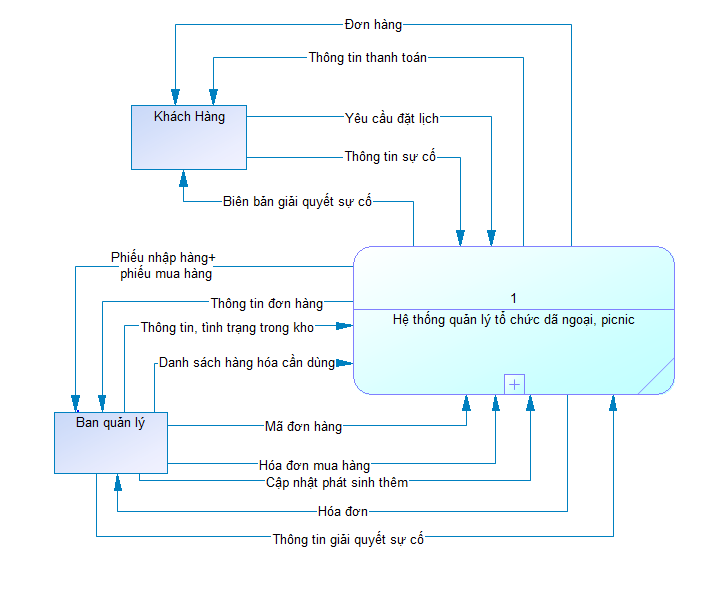 Đơn hàng
Thông tin thanh toán
Khách Hàng
Yêu cầu đặt lịch
Thông tin sự cố
Biên bản giải quyết sự cố
Phiếu nhập hàng+
phiếu mua hàng
1
Thông tin đơn hàng
Hệ thống quản lý tổ chức dã ngoại, picnic
Thông tin, tình trạng trong kho
Danh sách hàng hóa cần dùng
Ban quản lý
Mã đơn hàng
Hóa đơn mua hàng
Cập nhật phát sinh thêm
Hóa đơn
Thông tin giải quyết sự cố